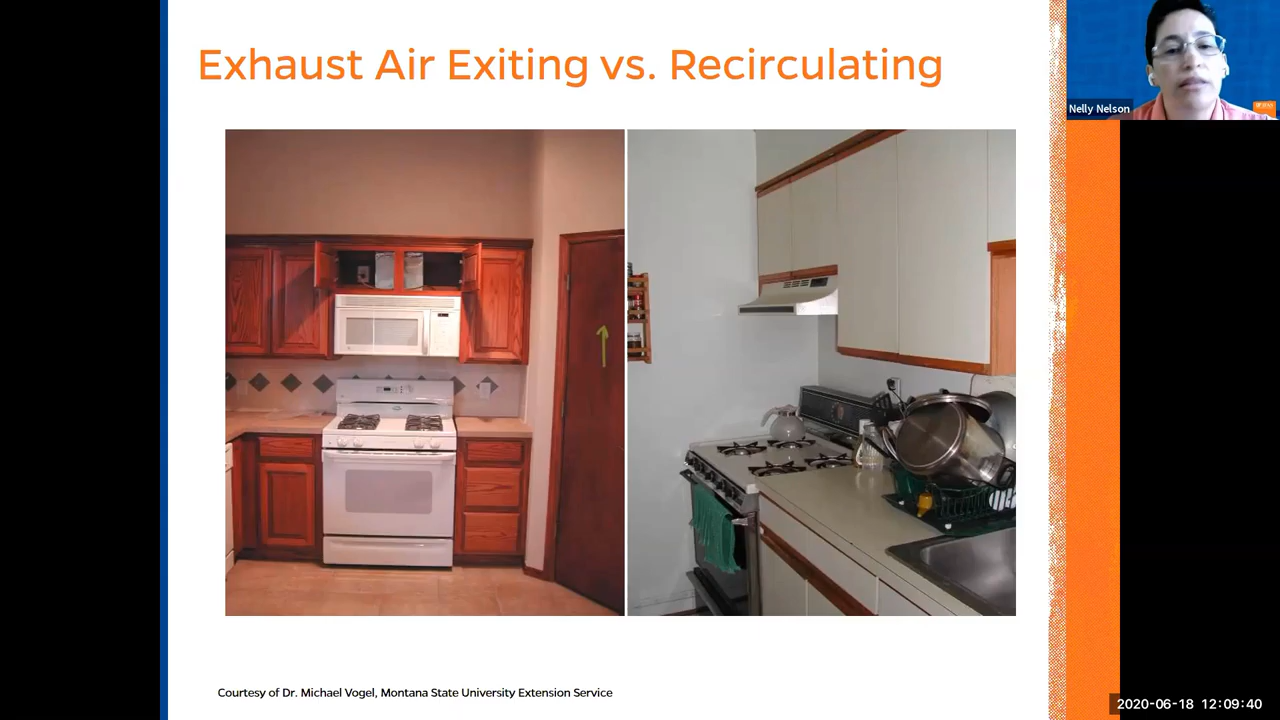 Exhaust Air Exiting vs. Recirculating
Nelly Nelson
Courtesy of Dr. Michael Vogel, Montana State University Extension Service
2020-06-18 12:09:40